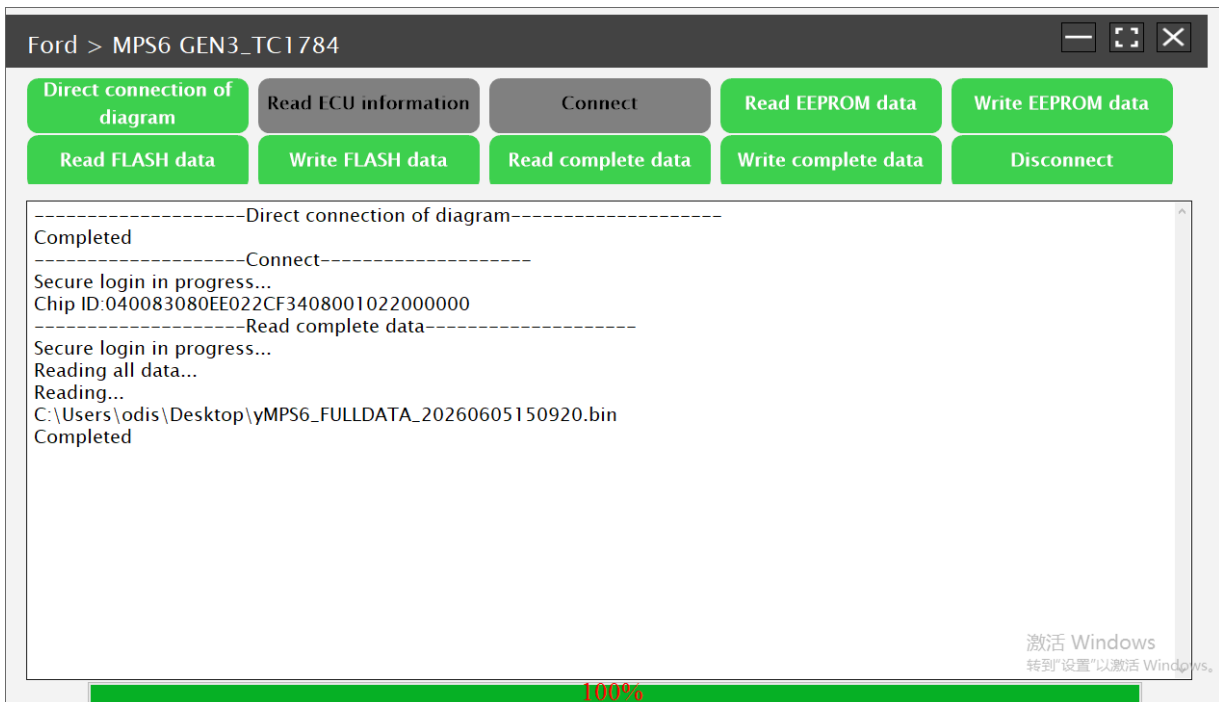 Ford > MPS6 GEN3_TC1784
Direct connection of
diagram
Read ECU information
Connect
Read EEPROM data
Write EEPROM data
Read FLASH data
Write FLASH data
Read complete data
Write complete data
Disconnect
--------------------Direct connection of diagram--------------------
Completed
--------------------Connect--------------------
Secure login in progress...
Chip ID:040083080EE022CF3408001022000000
--------------------Read complete data--------------------
Secure login in progress...
Reading all data...
Reading...
C:\Users\odis\Desktop\yMPS6_FULLDATA_20260605150920.bin
Completed
激活 Windows
转到"设置"以激活 Windows。
100%